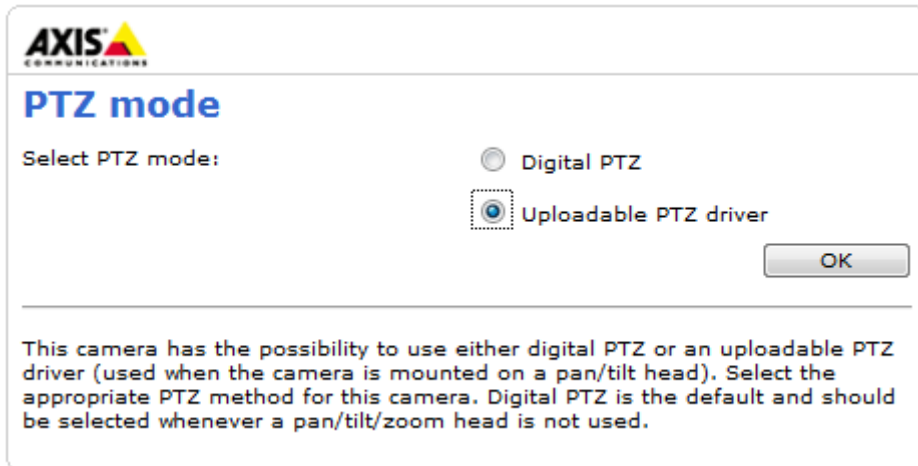 AXIS
COMMUNICATIONS
PTZ mode
Select PTZ mode:
Digital PTZ
Uploadable PTZ driver
OK
This camera has the possibility to use either digital PTZ or an uploadable PTZ
driver (used when the camera is mounted on a pan/tilt head). Select the
appropriate PTZ method for this camera. Digital PTZ is the default and should
be selected whenever a pan/tilt/zoom head is not used.